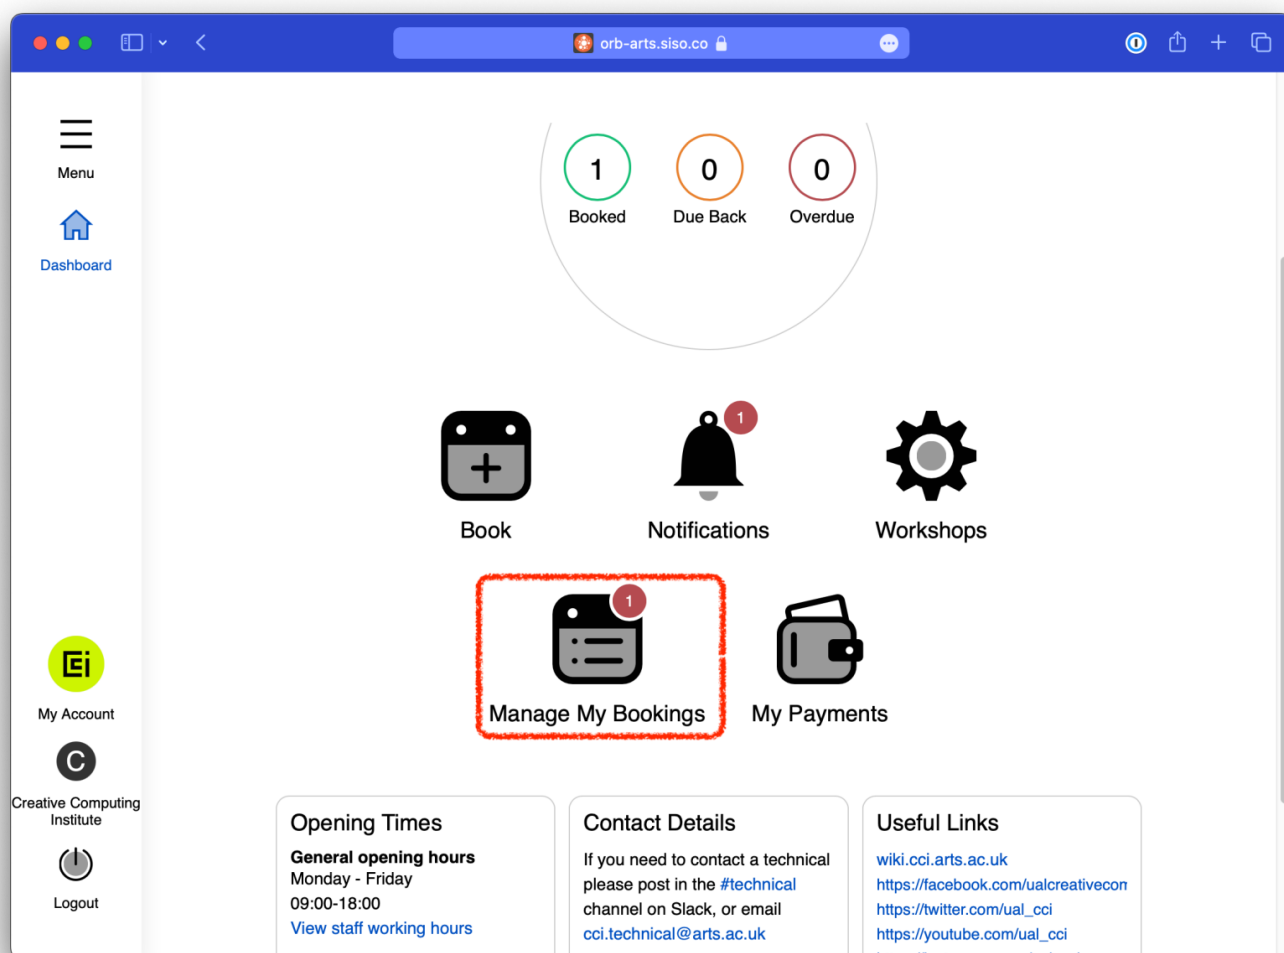 orb-arts.siso.co
Menu
Dashboard
1
0
0
Booked
Due Back
Overdue
1
Book
Notifications
Workshops
1
Manage My Bookings
My Payments
My Account
C
Creative Computing
Institute
Logout
Opening Times
General opening hours
Monday - Friday
09:00-18:00
View staff working hours
Contact Details
If you need to contact a technical
please post in the #technical
channel on Slack, or email
cci.technical@arts.ac.uk
Useful Links
wiki.cci.arts.ac.uk
https://facebook.com/ualcreativecom
https://twitter.com/ual_cci
https://youtube.com/ual_cci